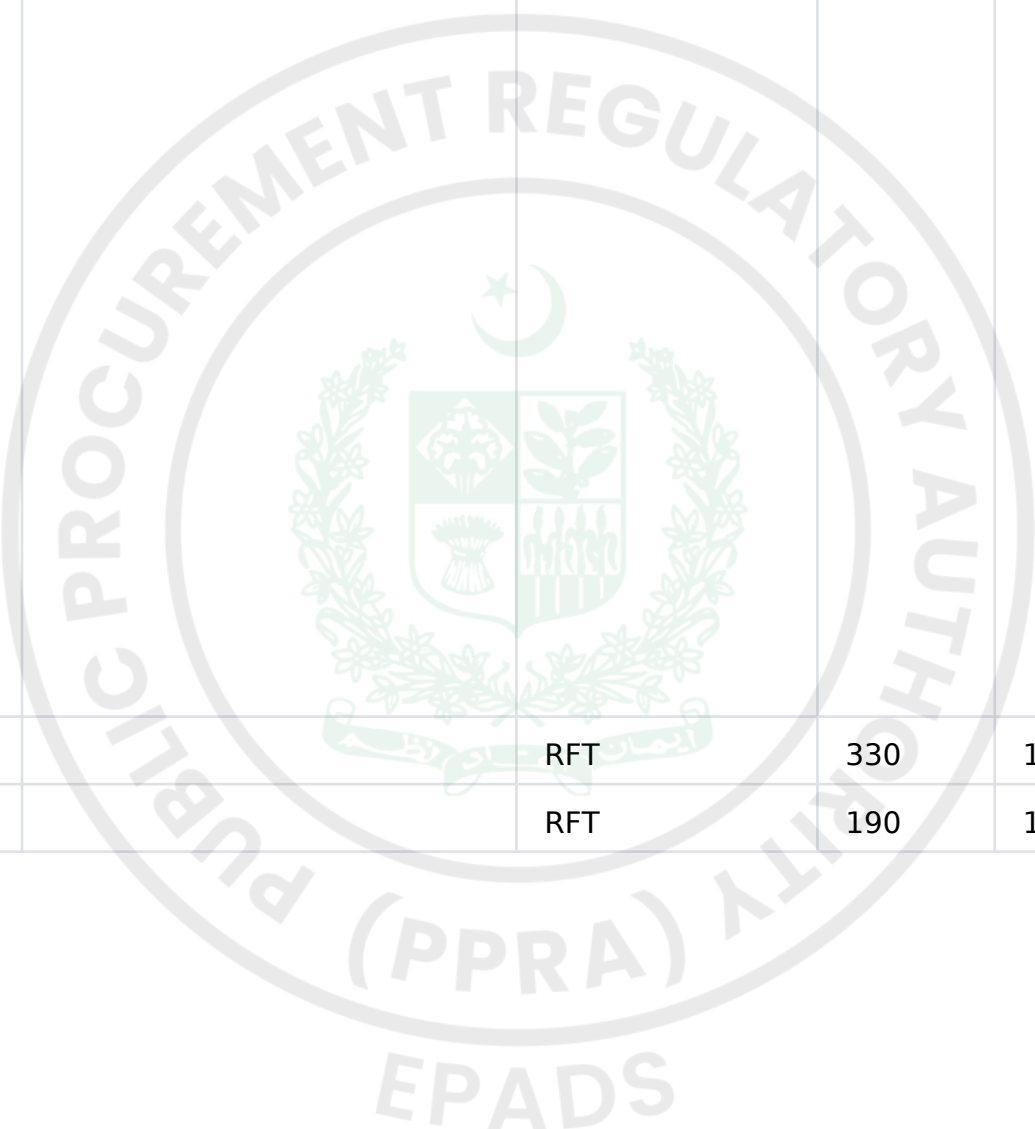 PUBLIC PROCUREMENT REGULATORY AUTHORITY
RFT 330 1
RFT 190 1
(PPRA)
EPADS